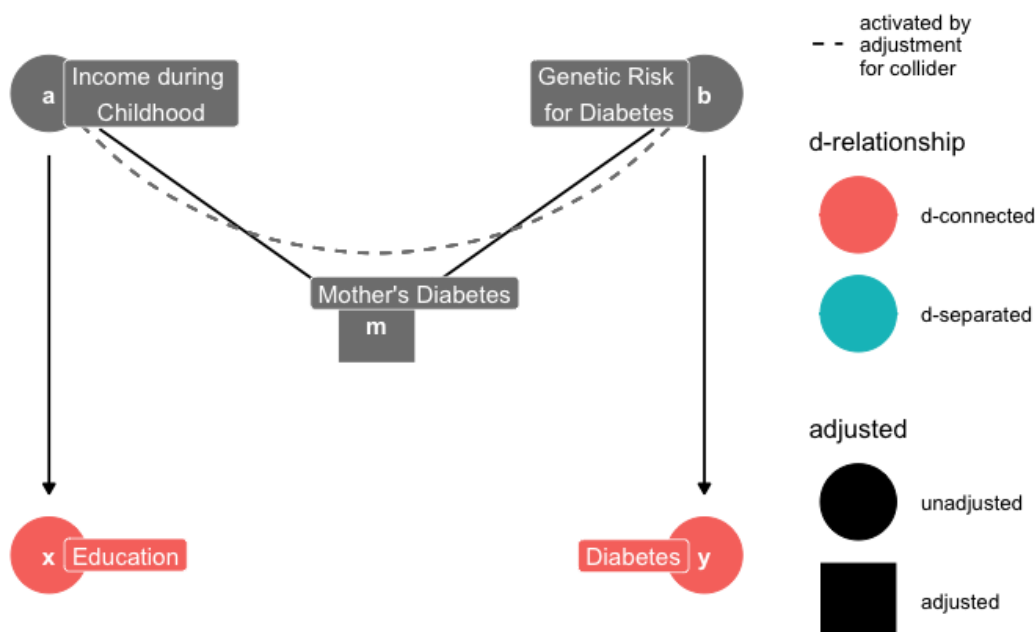 activated by
adjustment
for collider
a
Income during
Childhood
Genetic Risk
for Diabetes
b
d-relationship
d-connected
Mother's Diabetes
m
d-separated
adjusted
unadjusted
x
Education
Diabetes
y
adjusted